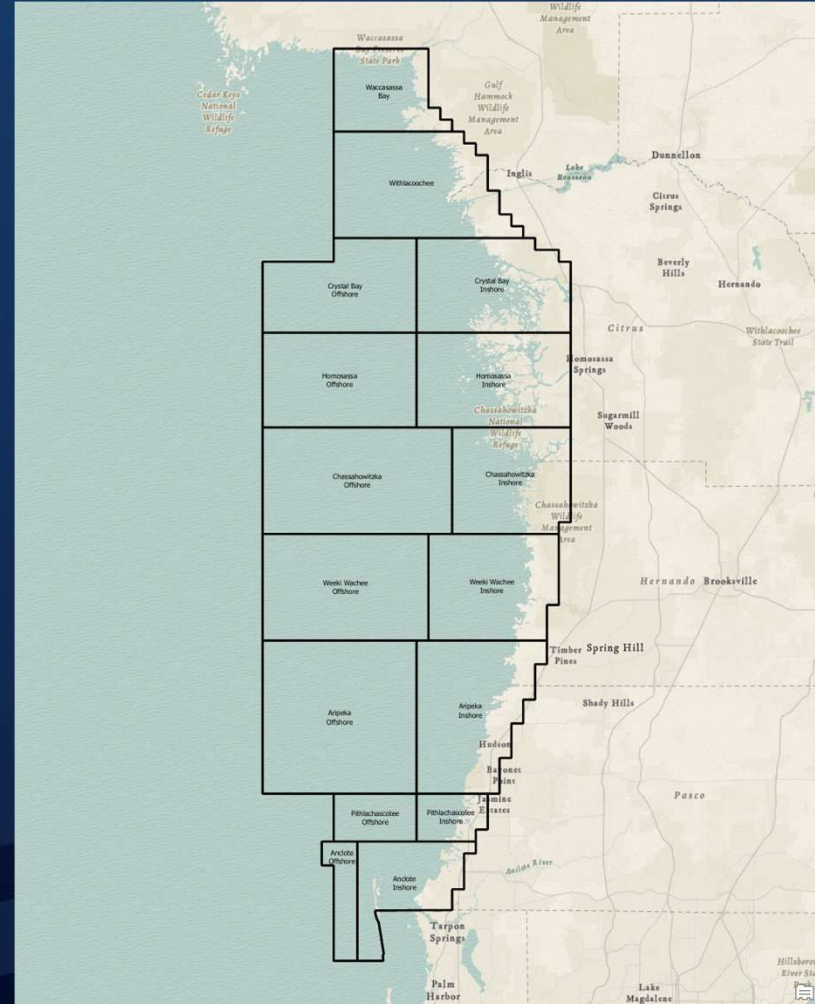 Wildlife
Management
Area
Waccasassa
Bay Preserve
State Park
Waccasassa
Bay
Cedar Keys
National
Wildlife
Refuge
Gulf
Hammock
Wildlife
Management
Area
Dunnellon
Inglis
Lake
Rousseau
Withlacoochee
Citrus
Springs
Beverly
Hills
Hernando
Crystal Bay
Offshore
Crystal Bay
Inshore
Citrus
Withlacoochee
State Trail
Homosassa
Springs
Homosassa
Offshore
Homosassa
Inshore
Chassahowitzka
National
Wildlife
Refuge
Sugarmill
Woods
Chassahowitzka
Offshore
Chassahowitzka
Inshore
Chassahowitzka
Wildlife
Management
Area
Weeki Wachee
Offshore
Weeki Wachee
Inshore
Hernando
Brooksville
Timber
Pines
Spring Hill
Shady Hills
Aripeka
Offshore
Aripeka
Inshore
Hudson
Bayonet
Point
Jasmine
Estates
Pasco
Pithlachascotee
Offshore
Pithlachascotee
Inshore
Anclote
Offshore
Anclote
Inshore
Anclote River
Tarpon
Springs
Palm
Harbor
Lake
Magdalene
Hillsboro
River Sta